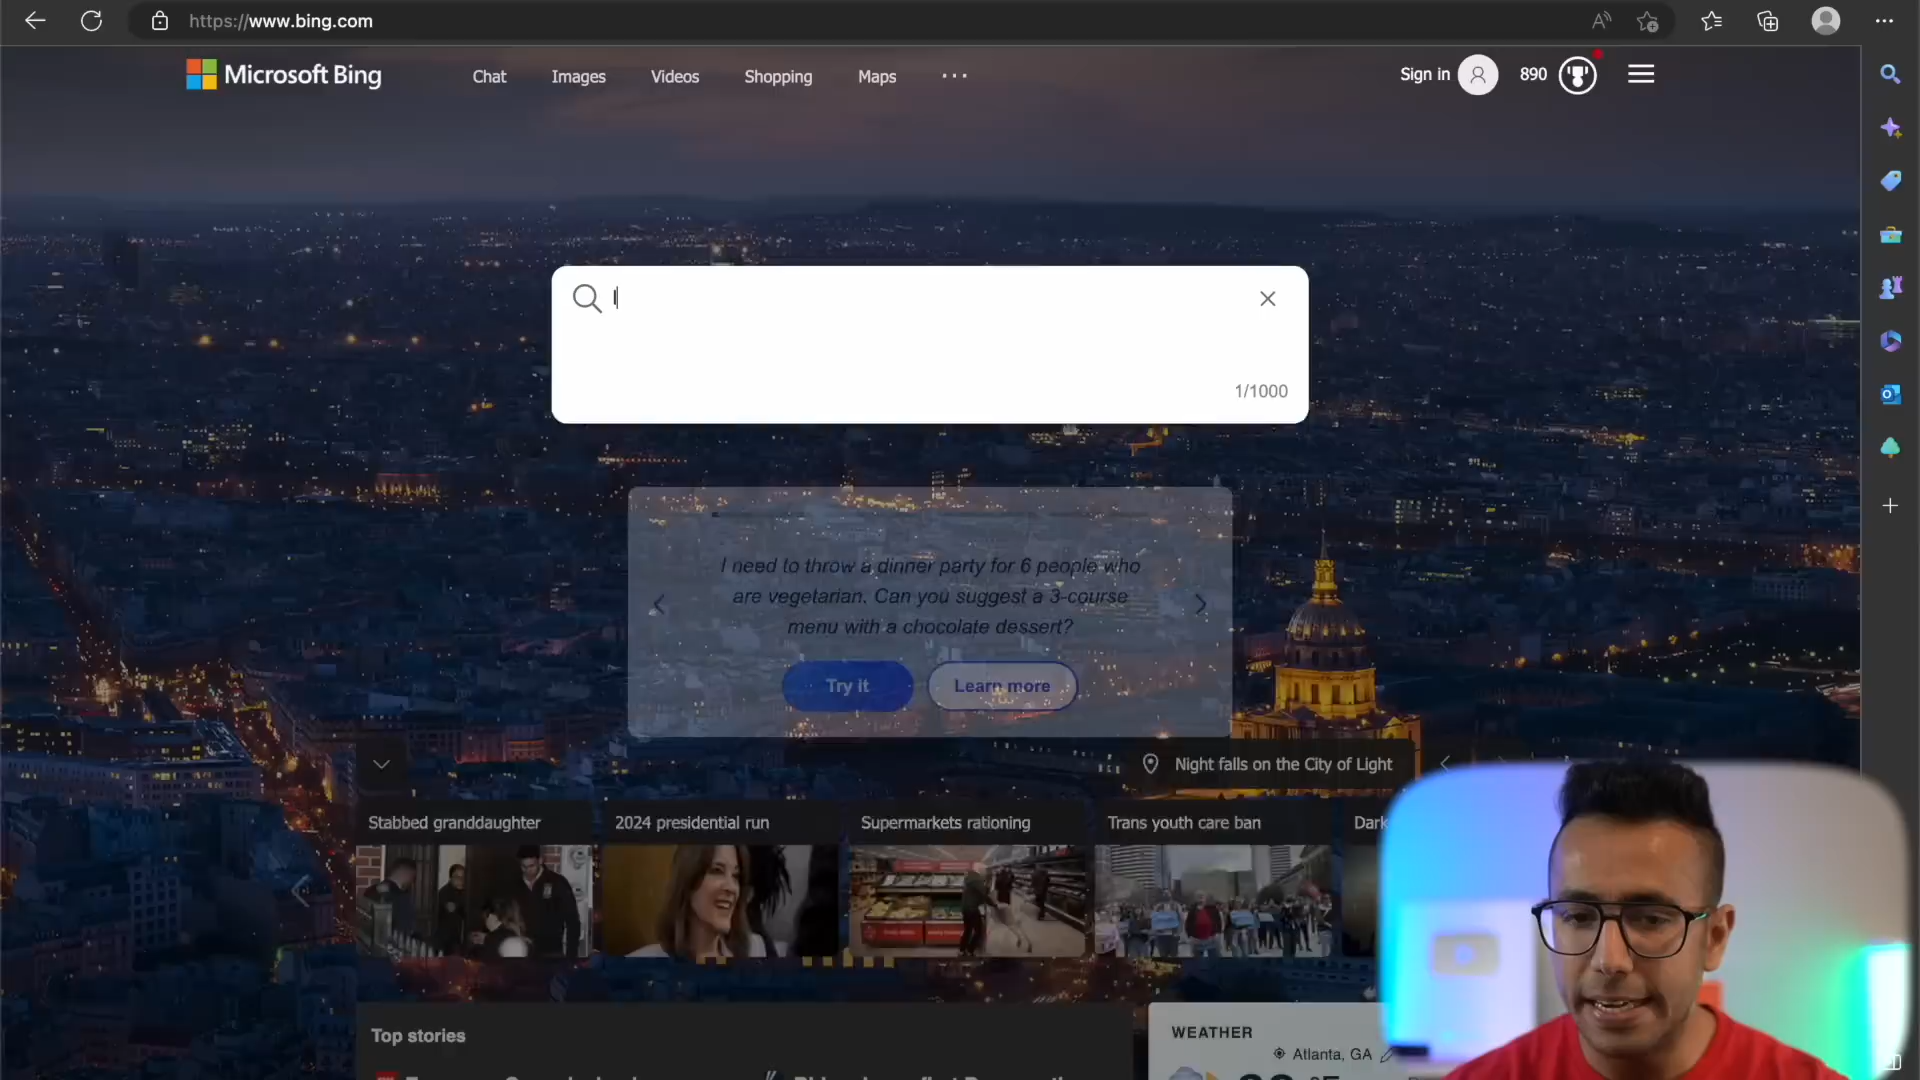 https://www.bing.com
Microsoft Bing
Chat
Images
Videos
Shopping
Maps
Sign in
890
I
1/1000
I need to throw a dinner party for 6 people who
are vegetarian. Can you suggest a 3-course
menu with a chocolate dessert?
Try it
Learn more
Night falls on the City of Light
Stabbed granddaughter
2024 presidential run
Supermarkets rationing
Trans youth care ban
Dark
Top stories
WEATHER
Atlanta, GA